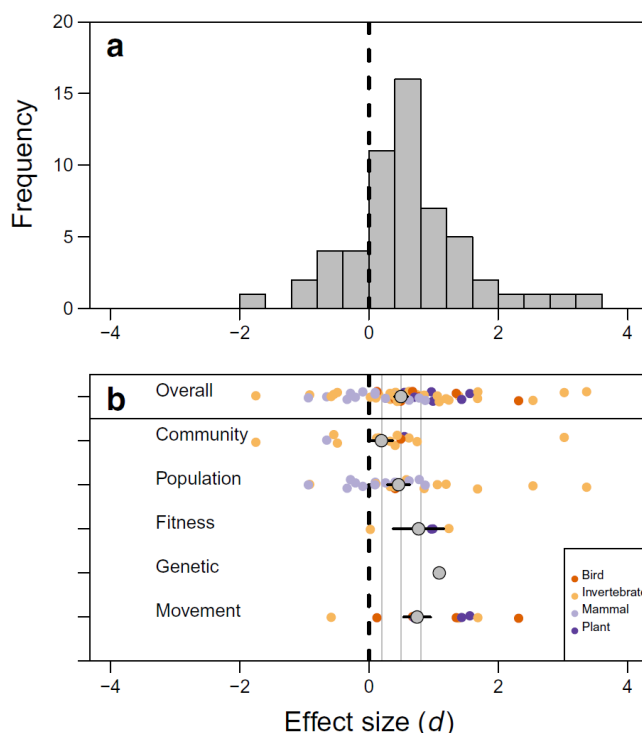 a
Frequency
20
15
10
5
0
−4 −2 0 2 4
b
Overall
Community
Population
Fitness
Genetic
Movement
Bird
Invertebrate
Mammal
Plant
−4 −2 0 2 4
Effect size (d)